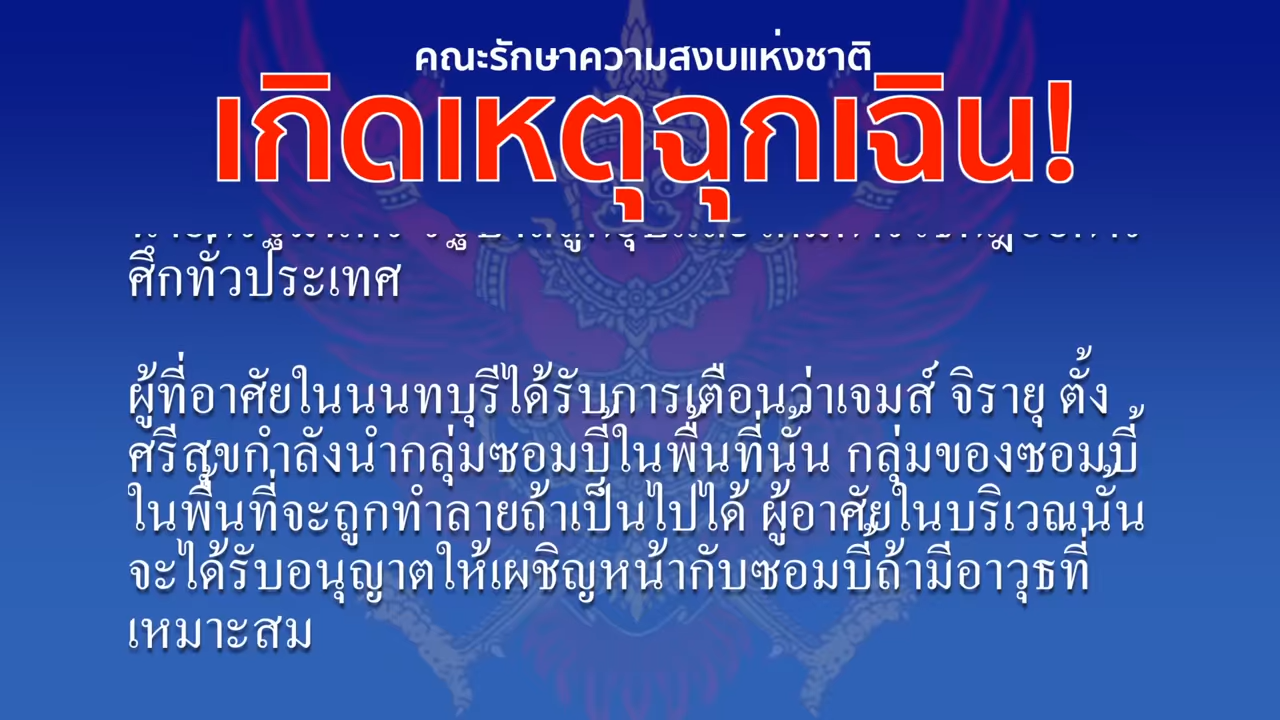 คณะรักษาความสงบแห่งชาติ
เกิดเหตุฉุกเฉิน!
ศึกทั่วประเทศ
ผู้ที่อาศัยในนนทบุรีได้รับการเตือนว่าเจมส์ จิรายุ ตั้ง
ศรีสุขกำลังนำกลุ่มซอมบี้ในพื้นที่นั้น กลุ่มของซอมบี้
ในพื้นที่จะถูกทำลายถ้าเป็นไปได้ ผู้อาศัยในบริเวณนั้น
จะได้รับอนุญาตให้เผชิญหน้ากับซอมบี้ถ้ามีอาวุธที่
เหมาะสม